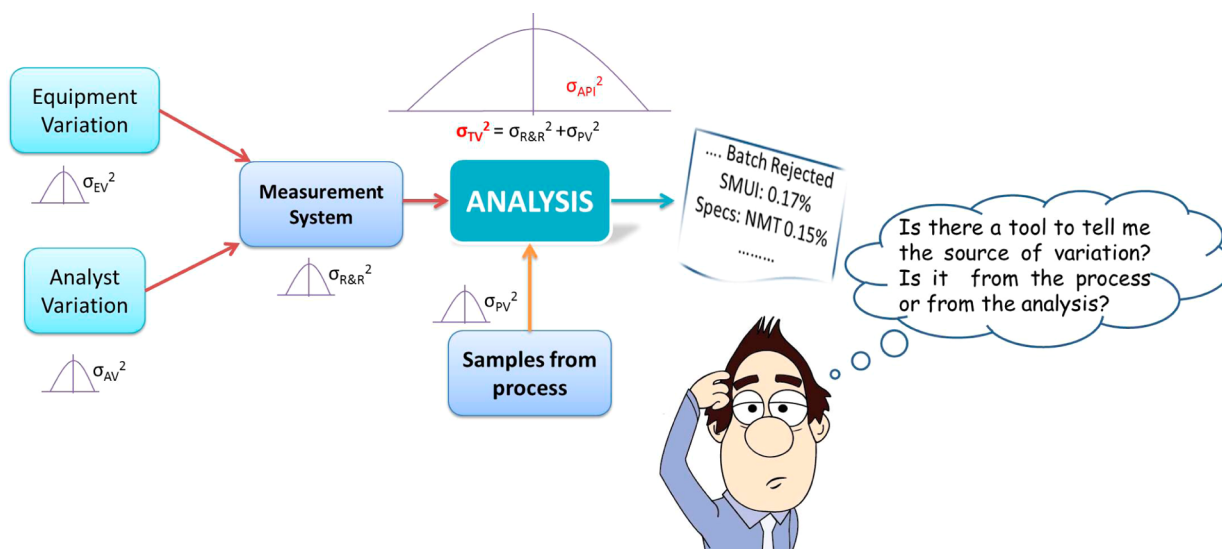 σAPI²
σTV² = σR&R² +σPV²
Equipment
Variation
σEV²
Measurement
System
σR&R²
ANALYSIS
Analyst
Variation
σAV²
σPV²
Samples from
process
.... Batch Rejected
SMUI: 0.17%
Specs: NMT 0.15%
.........
Is there a tool to tell me
the source of variation?
Is it from the process
or from the analysis?